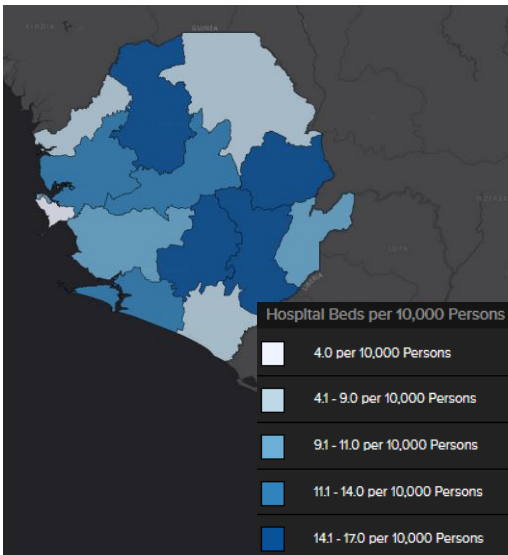 GUINEA
LIBERIA
Hospital Beds per 10,000 Persons
4.0 per 10,000 Persons
4.1 - 9.0 per 10,000 Persons
9.1 - 11.0 per 10,000 Persons
11.1 - 14.0 per 10,000 Persons
14.1 - 17.0 per 10,000 Persons